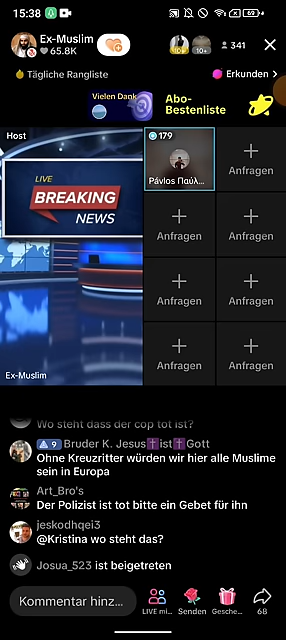 15:38
69
Ex-Muslim
65.8K
10+
341
Tägliche Rangliste
Erkunden >
Vielen Dank
Abo-
Bestenliste
Host
179
LIVE
BREAKING
NEWS
Pávlos Παύλ...
Anfragen
Anfragen
Anfragen
Anfragen
Anfragen
Anfragen
Anfragen
Ex-Muslim
Wo steht dass der cop tot ist?
9 Bruder K. Jesus✝️ist✝️Gott
Ohne Kreuzritter würden wir hier alle Muslime
sein in Europa
Art_Bro's
Der Polizist ist tot bitte ein Gebet für ihn
jeskodhqei3
@Kristina wo steht das?
Josua_523 ist beigetreten
Kommentar hinz...
LIVE mi...
Senden
Gesche...
68